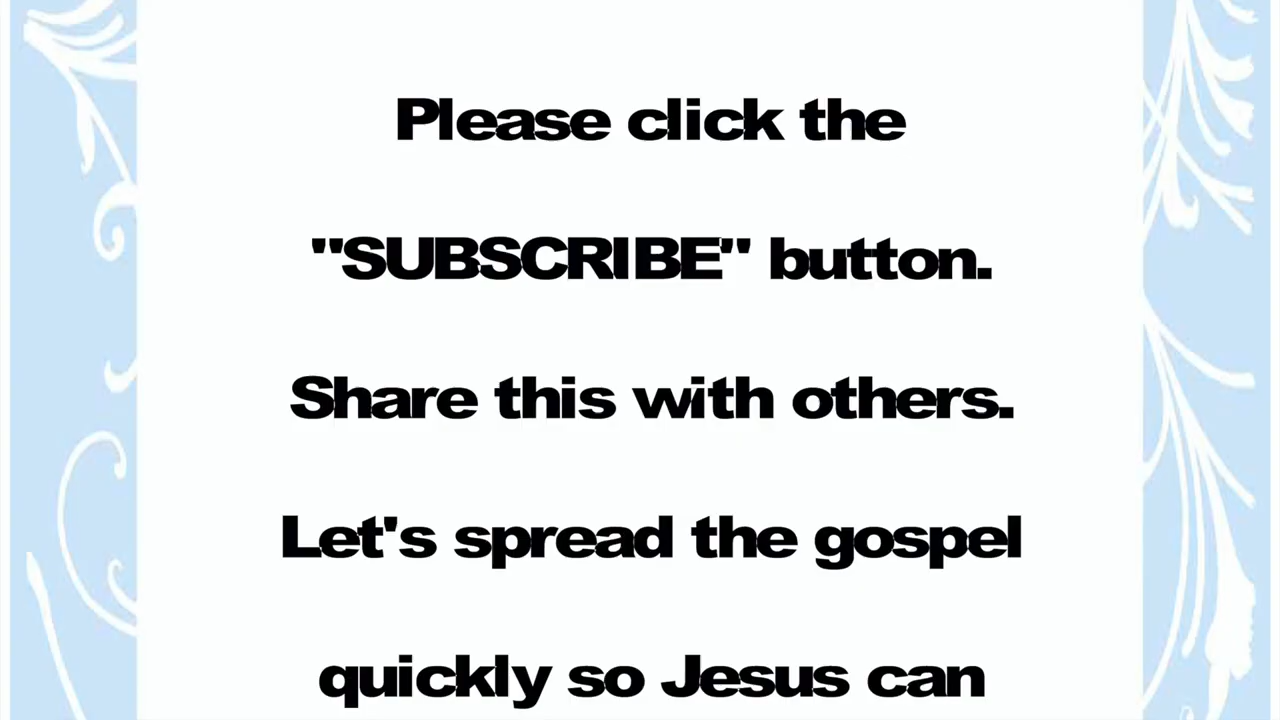 Please click the
"SUBSCRIBE" button.
Share this with others.
Let's spread the gospel
quickly so Jesus can